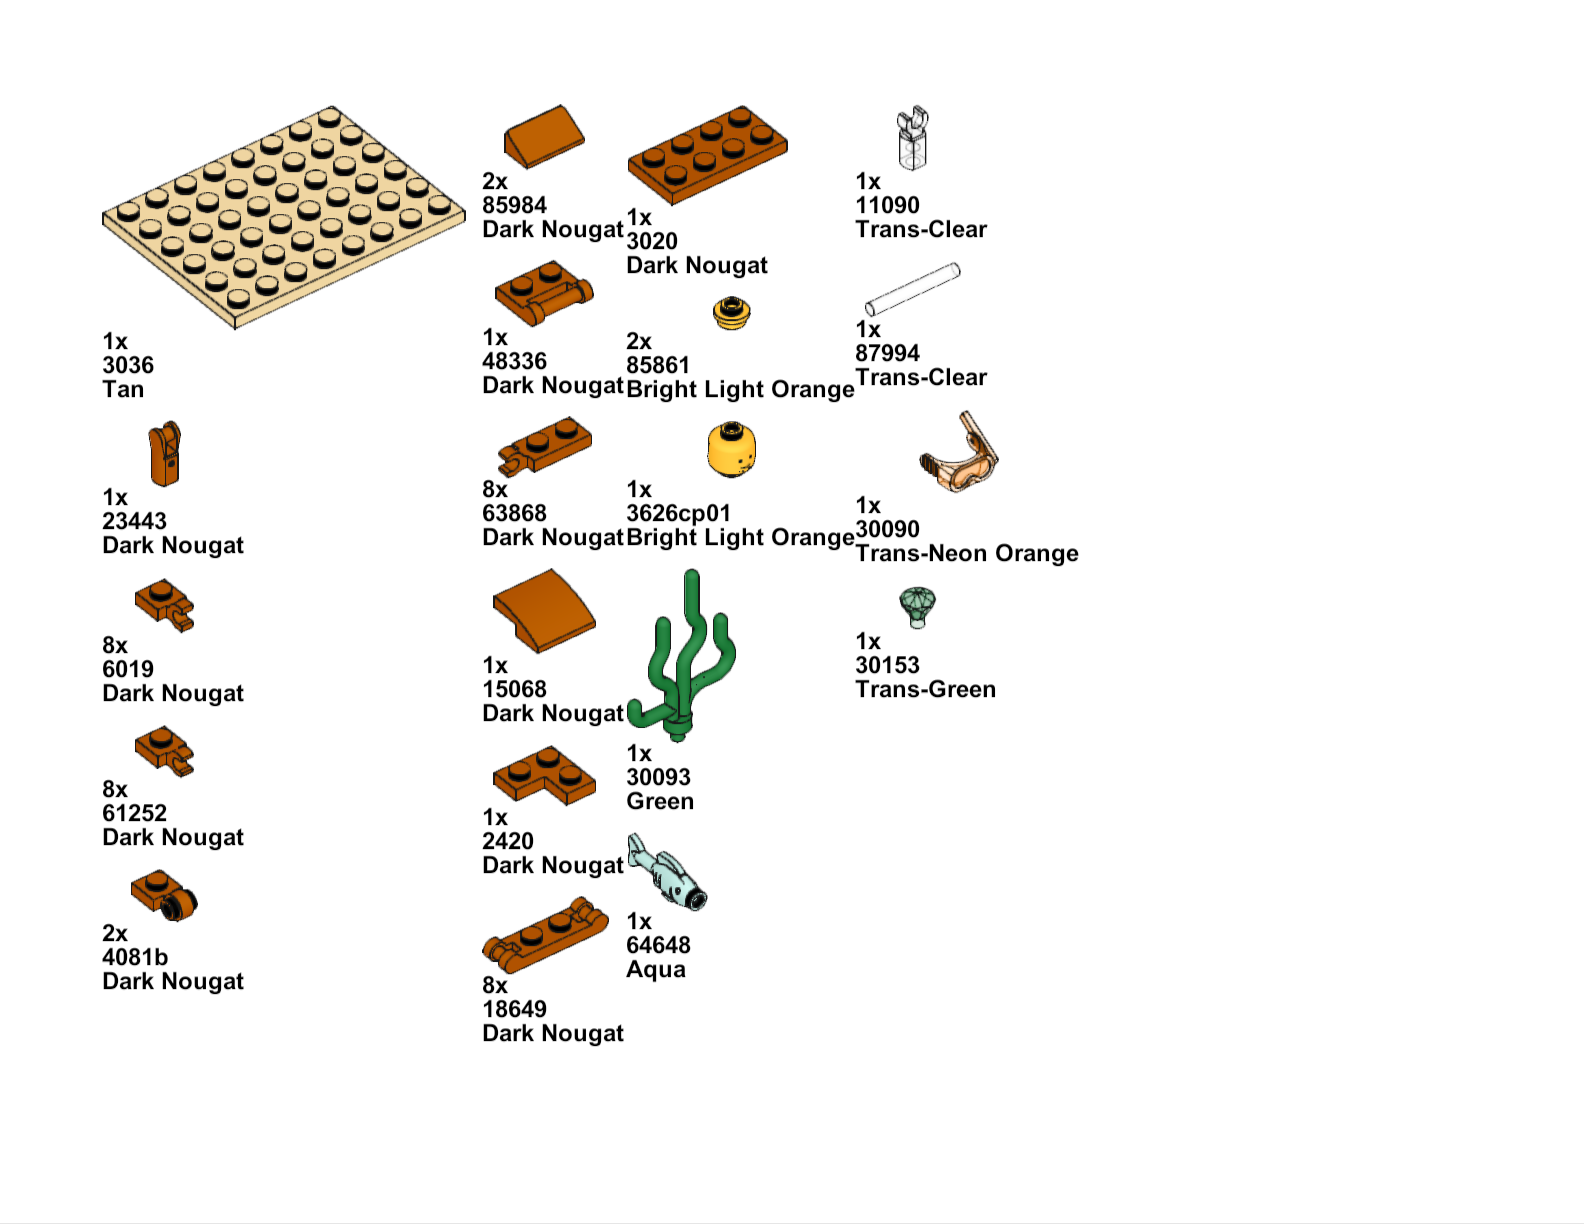 1x
3036
Tan
1x
23443
Dark Nougat
8x
6019
Dark Nougat
8x
61252
Dark Nougat
2x
4081b
Dark Nougat
2x
85984
Dark Nougat
1x
48336
Dark Nougat
8x
63868
Dark Nougat
1x
15068
Dark Nougat
1x
2420
Dark Nougat
8x
18649
Dark Nougat
1x
3020
Dark Nougat
2x
85861
Bright Light Orange
1x
3626cp01
Bright Light Orange
1x
30093
Green
1x
64648
Aqua
1x
11090
Trans-Clear
1x
87994
Trans-Clear
1x
30090
Trans-Neon Orange
1x
30153
Trans-Green